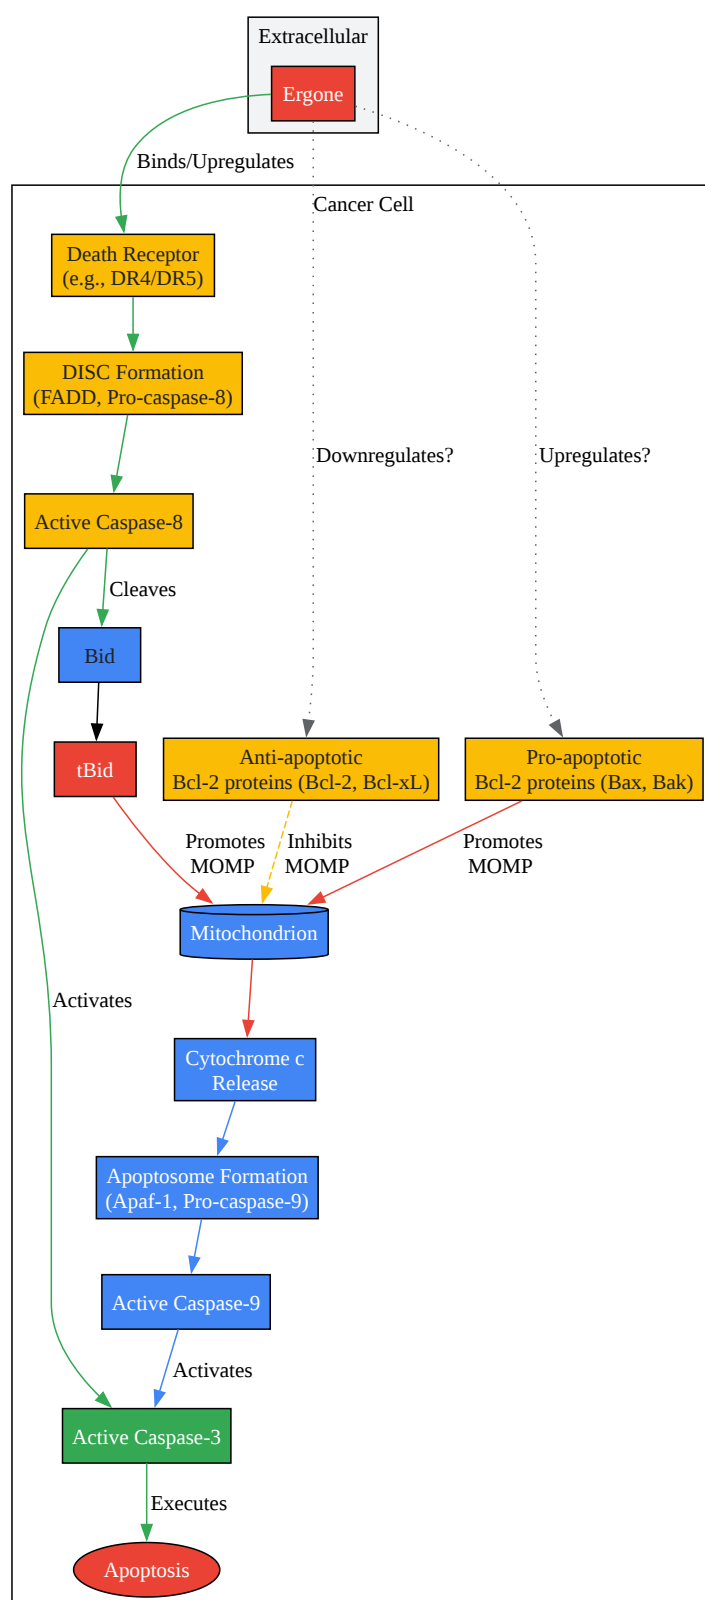 Extracellular
Ergone
Binds/Upregulates
Cancer Cell
Death Receptor
(e.g., DR4/DR5)
DISC Formation
(FADD, Pro-caspase-8)
Downregulates?
Upregulates?
Active Caspase-8
Cleaves
Bid
tBid
Anti-apoptotic
Bcl-2 proteins (Bcl-2, Bcl-xL)
Pro-apoptotic
Bcl-2 proteins (Bax, Bak)
Promotes
MOMP
Inhibits
MOMP
Promotes
MOMP
Mitochondrion
Activates
Cytochrome c
Release
Apoptosome Formation
(Apaf-1, Pro-caspase-9)
Active Caspase-9
Activates
Active Caspase-3
Executes
Apoptosis